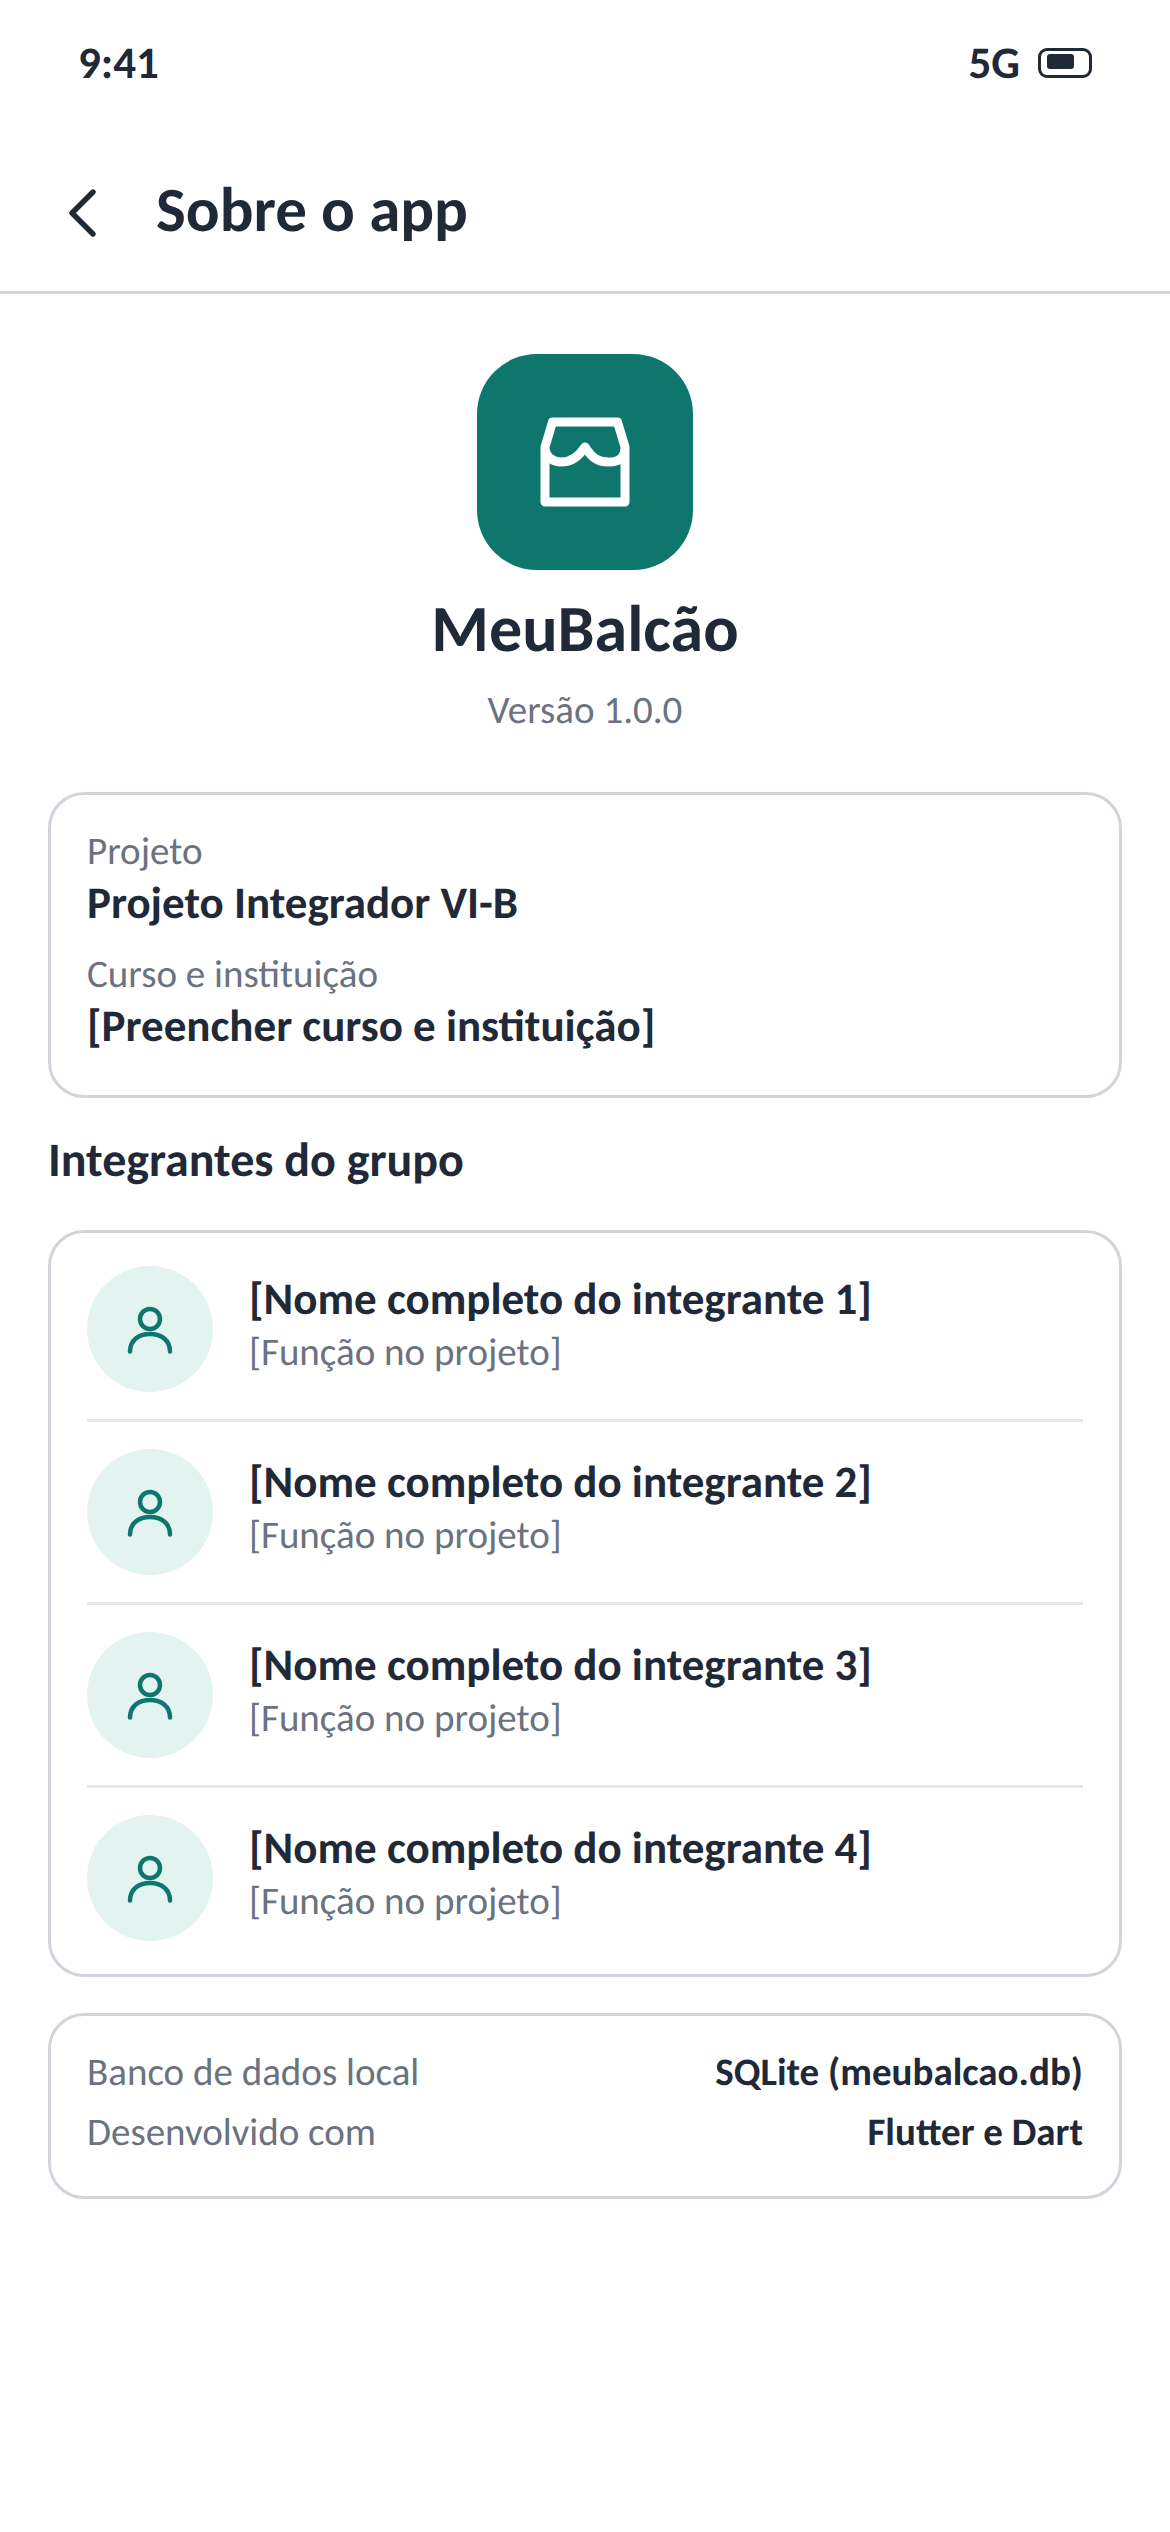 9:41
5G
Sobre o app
MeuBalcão
Versão 1.0.0
Projeto
Projeto Integrador VI-B
Curso e instituição
[Preencher curso e instituição]
Integrantes do grupo
[Nome completo do integrante 1]
[Função no projeto]
[Nome completo do integrante 2]
[Função no projeto]
[Nome completo do integrante 3]
[Função no projeto]
[Nome completo do integrante 4]
[Função no projeto]
Banco de dados local SQLite (meubalcao.db)
Desenvolvido com Flutter e Dart